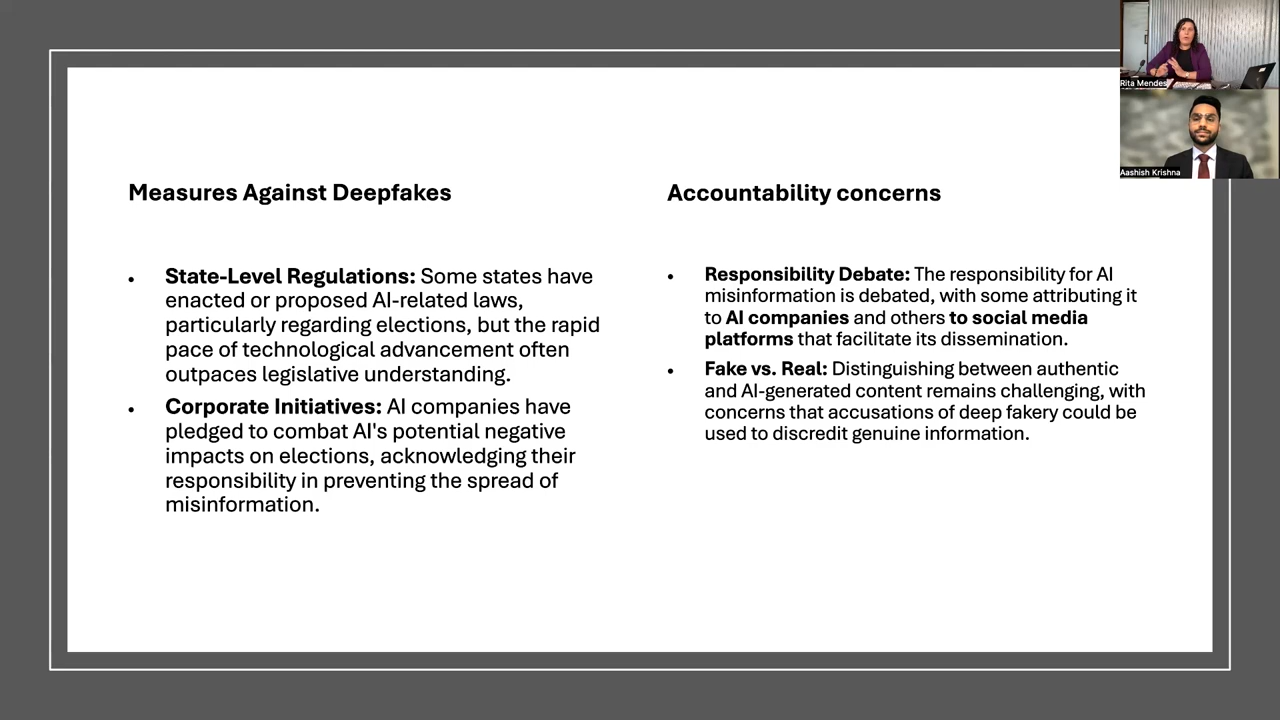 Rita Mendes
Aashish Krishna
Measures Against Deepfakes
• State-Level Regulations: Some states have
enacted or proposed AI-related laws,
particularly regarding elections, but the rapid
pace of technological advancement often
outpaces legislative understanding.
• Corporate Initiatives: AI companies have
pledged to combat AI's potential negative
impacts on elections, acknowledging their
responsibility in preventing the spread of
misinformation.
Accountability concerns
• Responsibility Debate: The responsibility for AI
misinformation is debated, with some attributing it
to AI companies and others to social media
platforms that facilitate its dissemination.
• Fake vs. Real: Distinguishing between authentic
and AI-generated content remains challenging, with
concerns that accusations of deep fakery could be
used to discredit genuine information.